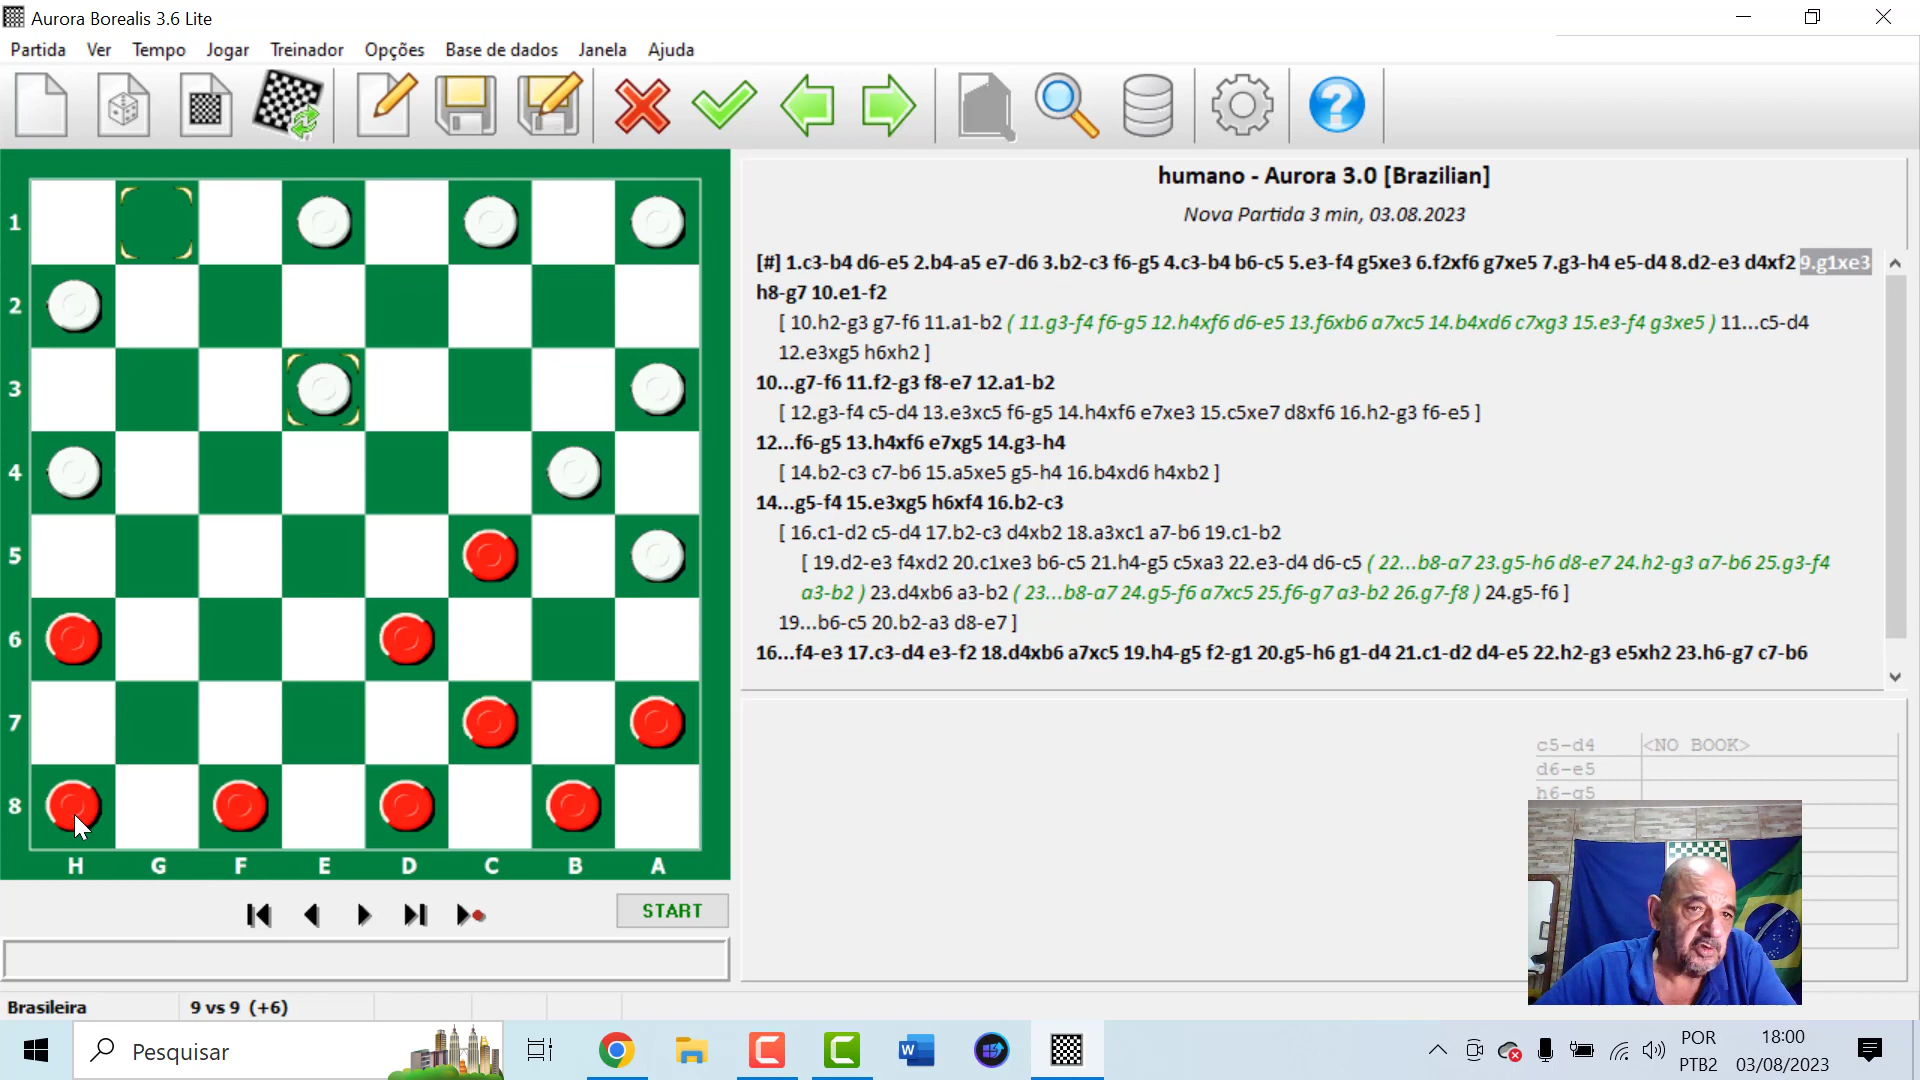 Aurora Borealis 3.6 Lite
Partida Ver Tempo Jogar Treinador Opções Base de dados Janela Ajuda
humano - Aurora 3.0 [Brazilian]
Nova Partida 3 min, 03.08.2023
[#] 1.c3-b4 d6-e5 2.b4-a5 e7-d6 3.b2-c3 f6-g5 4.c3-b4 b6-c5 5.e3-f4 g5xe3 6.f2xf6 g7xe5 7.g3-h4 e5-d4 8.d2-e3 d4xf2 9.g1xe3
h8-g7 10.e1-f2
[ 10.h2-g3 g7-f6 11.a1-b2 ( 11.g3-f4 f6-g5 12.h4xf6 d6-e5 13.f6xb6 a7xc5 14.b4xd6 c7xg3 15.e3-f4 g3xe5 ) 11...c5-d4
12.e3xg5 h6xh2 ]
10...g7-f6 11.f2-g3 f8-e7 12.a1-b2
[ 12.g3-f4 c5-d4 13.e3xc5 f6-g5 14.h4xf6 e7xe3 15.c5xe7 d8xf6 16.h2-g3 f6-e5 ]
12...f6-g5 13.h4xf6 e7xg5 14.g3-h4
[ 14.b2-c3 c7-b6 15.a5xe5 g5-h4 16.b4xd6 h4xb2 ]
14...g5-f4 15.e3xg5 h6xf4 16.b2-c3
[ 16.c1-d2 c5-d4 17.b2-c3 d4xb2 18.a3xc1 a7-b6 19.c1-b2
[ 19.d2-e3 f4xd2 20.c1xe3 b6-c5 21.h4-g5 c5xa3 22.e3-d4 d6-c5 ( 22...b8-a7 23.g5-h6 d8-e7 24.h2-g3 a7-b6 25.g3-f4
a3-b2 ) 23.d4xb6 a3-b2 ( 23...b8-a7 24.g5-f6 a7xc5 25.f6-g7 a3-b2 26.g7-f8 ) 24.g5-f6 ]
19...b6-c5 20.b2-a3 d8-e7 ]
16...f4-e3 17.c3-d4 e3-f2 18.d4xb6 a7xc5 19.h4-g5 f2-g1 20.g5-h6 g1-d4 21.c1-d2 d4-e5 22.h2-g3 e5xh2 23.h6-g7 c7-b6
1
2
3
4
5
6
7
8
H G F E D C B A
START
c5-d4 <NO BOOK>
d6-e5
h6-g5
Brasileira 9 vs 9 (+6)
Pesquisar
POR
PTB2
18:00
03/08/2023